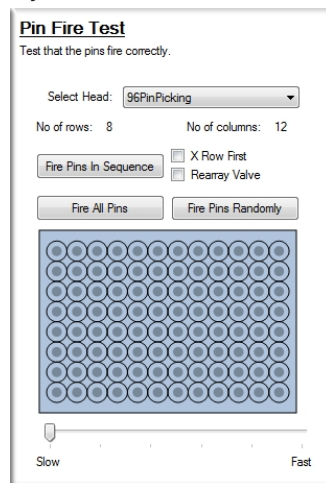 Pin Fire Test
Test that the pins fire correctly.
Select Head: 96PinPicking
No of rows: 8 No of columns: 12
Fire Pins In Sequence
X Row First
Rearray Valve
Fire All Pins Fire Pins Randomly
Slow Fast